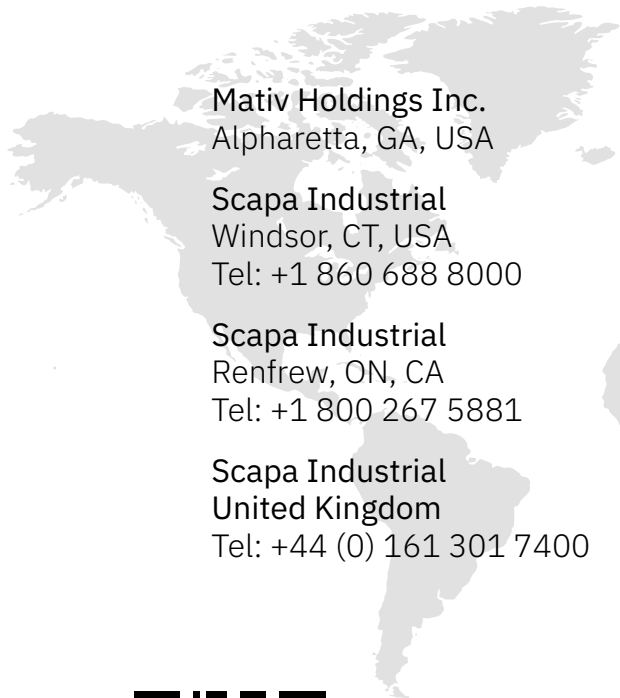 Mativ Holdings Inc.
Alpharetta, GA, USA
Scapa Industrial
Windsor, CT, USA
Tel: +1 860 688 8000
Scapa Industrial
Renfrew, ON, CA
Tel: +1 800 267 5881
Scapa Industrial
United Kingdom
Tel: +44 (0) 161 301 7400